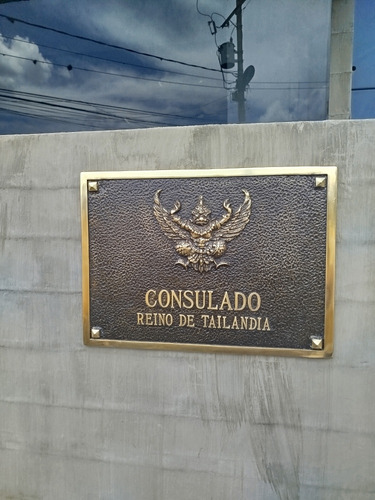 CONSULADO
REINO DE TAILANDIA